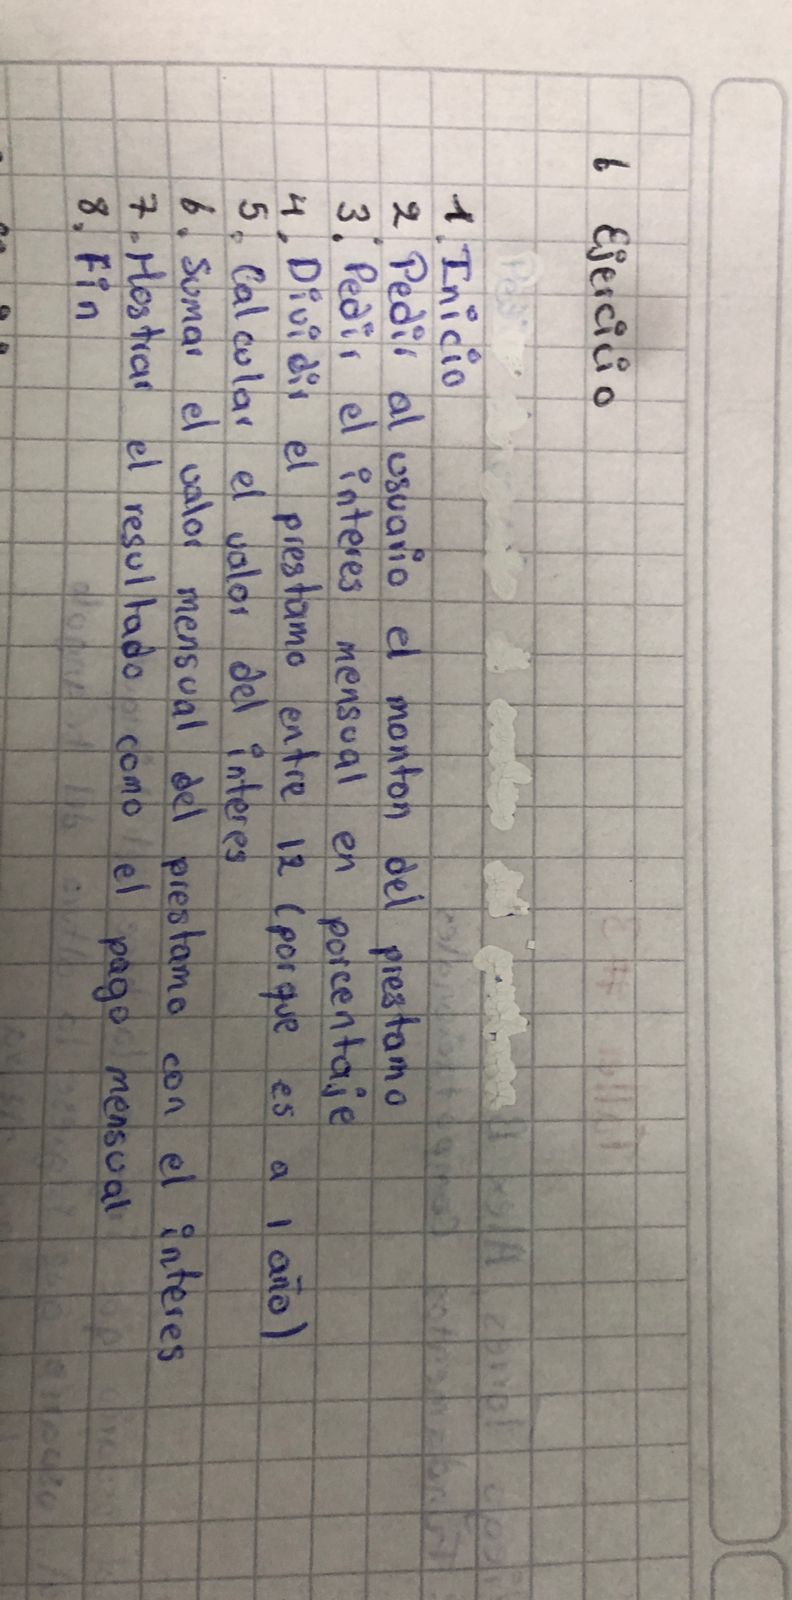 6 Ejercicio
1. Inicio
2 Pedir al usuario el monton del prestamo
3. Pedir el interes mensual en porcentaje
4. Dividir el prestamo entre 12 (porque es a 1 año)
5. Calcular el valor del interes
6. Sumar el valor mensual del prestamo con el interes
7. Mostrar el resultado como el pago mensual
8. Fin